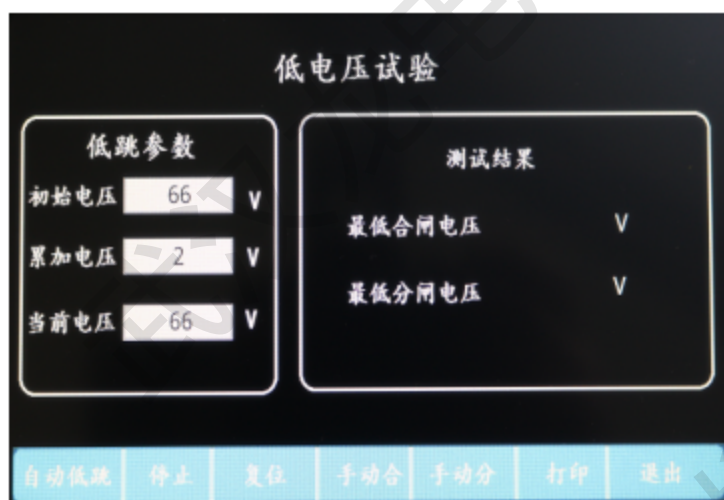 低电压试验
低跳参数
初始电压 66 V
累加电压 2 V
当前电压 66 V
测试结果
最低合闸电压 V
最低分闸电压 V
自动低跳 停止 复位 手动合 手动分 打印 退出